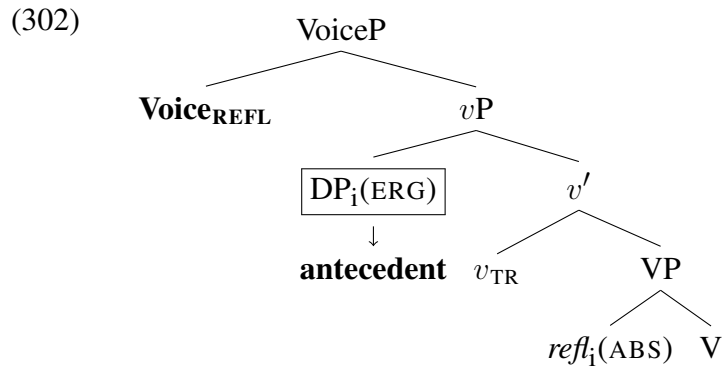 (302) VoiceP
Voice_REFL vP
DP_i(ERG) v′
↓
antecedent v_TR VP
refl_i(ABS) V